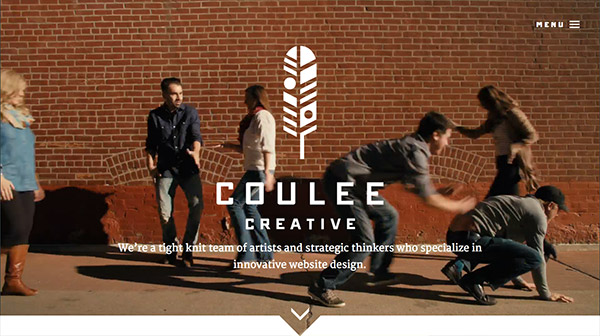 MENU
COULEE
CREATIVE
We're a tight knit team of artists and strategic thinkers who specialize in
innovative website design.